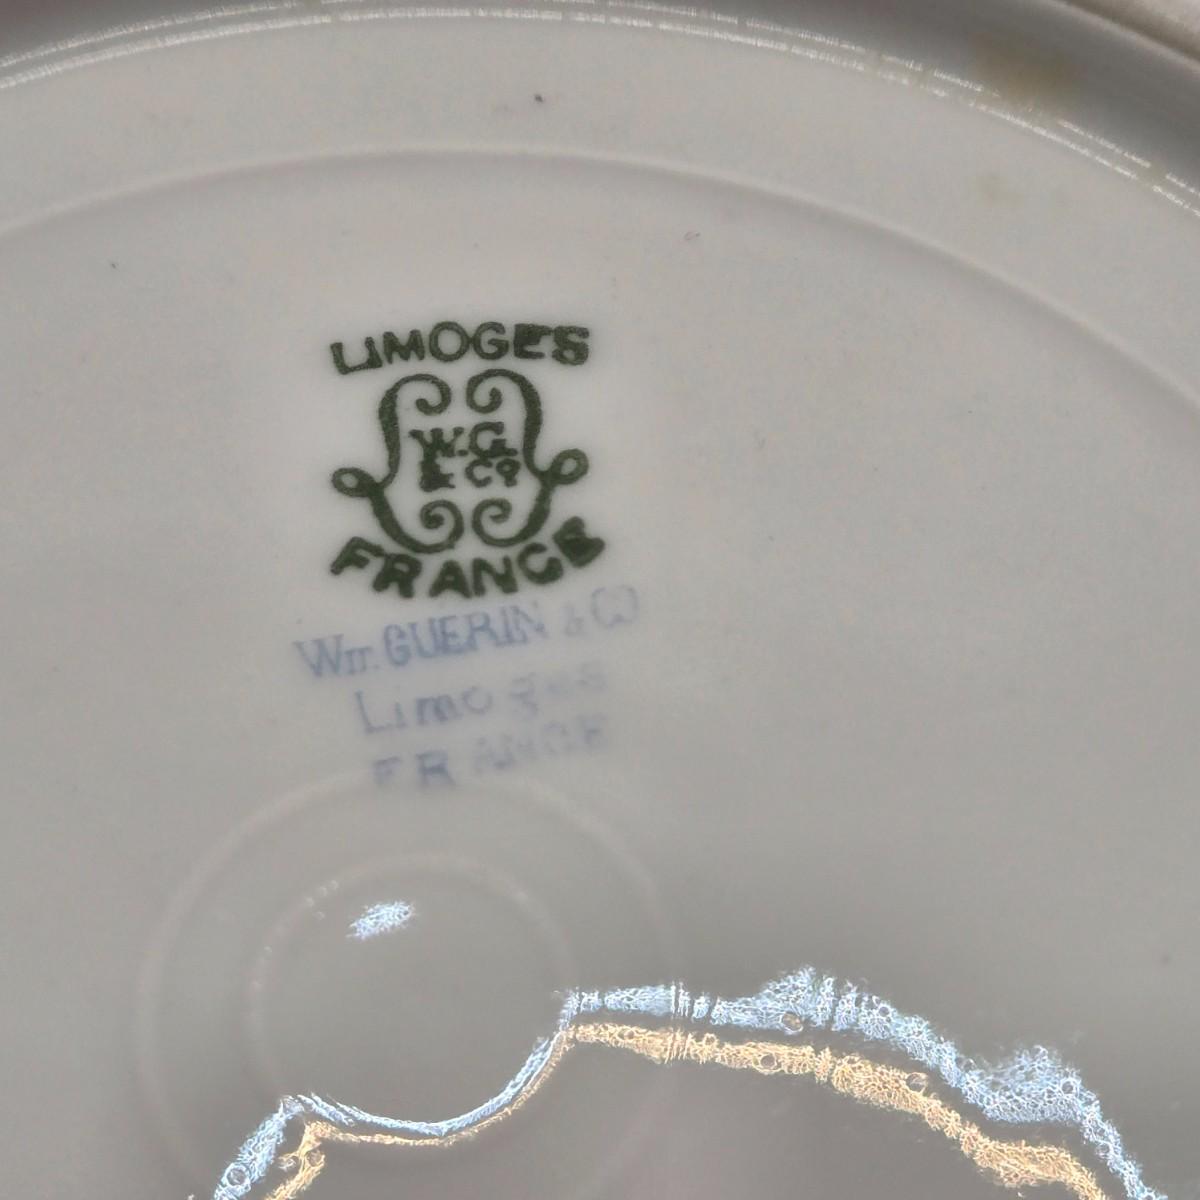 LIMOGES
W.G.
& Co
FRANCE
Wm. GUERIN & CO
Limoges
FRANCE